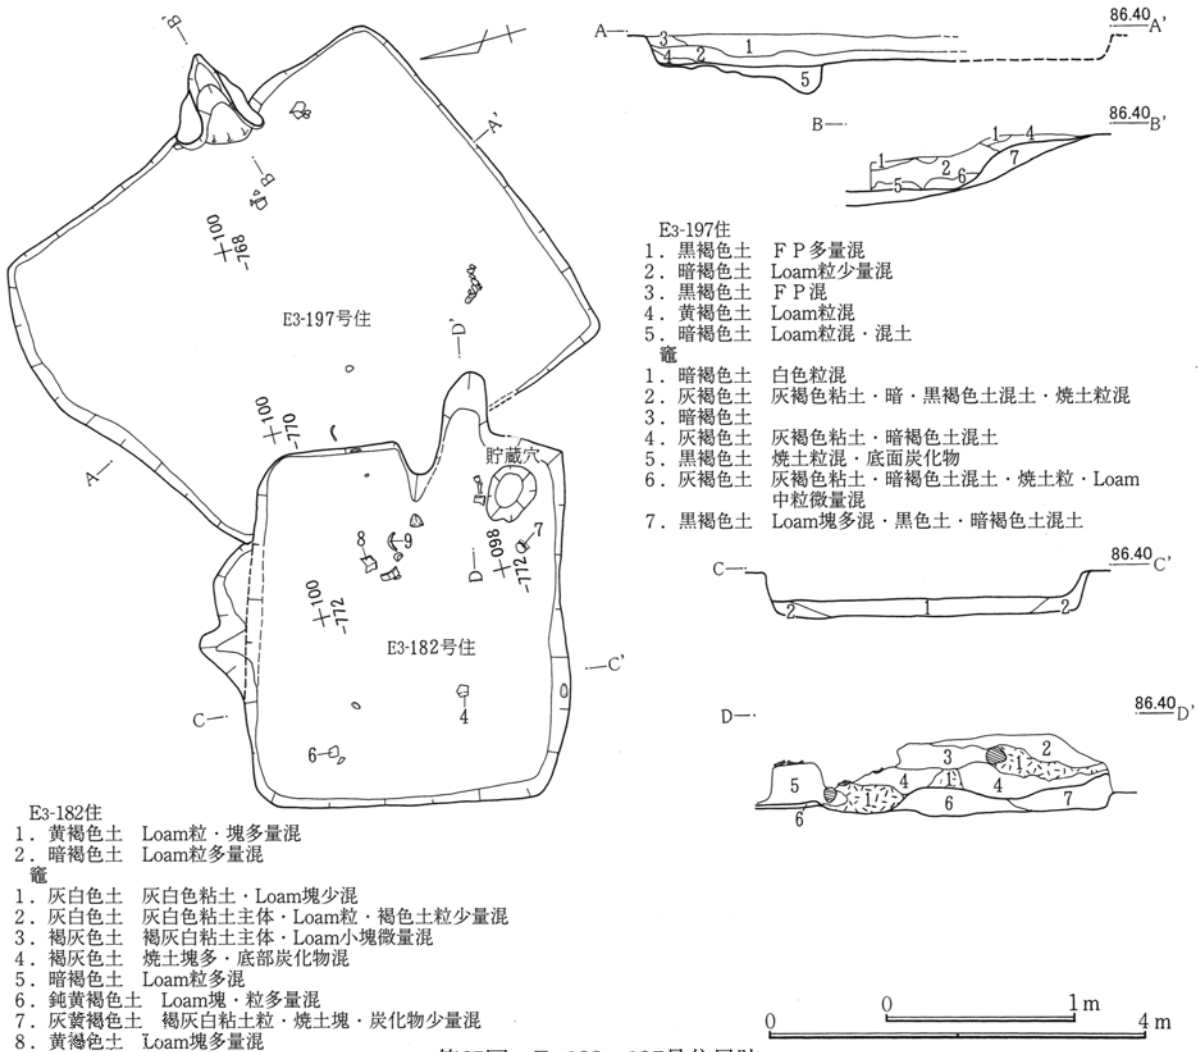 B'
A'
B
+100
-768
E3-197号住
D'
+100
-770
A
貯蔵穴
8
9
7
D
+098
-772
+100
-772
E3-182号住
C'
C
4
6
A
86.40
A'
3
1
4
2
5
B
86.40
B'
1
4
1
2
7
5
6
E3-197住
1．黒褐色土 ＦＰ多量混
2．暗褐色土 Loam粒少量混
3．黒褐色土 ＦＰ混
4．黄褐色土 Loam粒混
5．暗褐色土 Loam粒混・混土
竈
1．暗褐色土 白色粒混
2．灰褐色土 灰褐色粘土・暗・黒褐色土混土・焼土粒混
3．暗褐色土
4．灰褐色土 灰褐色粘土・暗褐色土混土
5．黒褐土 焼土粒混・底面炭化物
6．灰褐色土 灰褐色粘土・暗褐色土混土・焼土粒・Loam
中粒微量混
7．黒褐色土 Loam塊多混・黒色土・暗褐色土混土
C
86.40
C'
2
1
2
D
86.40
D'
3
2
1
5
4
1
4
1
6
7
6
E3-182住
1．黄褐色土 Loam粒・塊多量混
2．暗褐色土 Loam粒多量混
竈
1．灰白色土 灰白色粘土・Loam塊少混
2．灰白色土 灰白色粘土主体・Loam粒・褐色土粒少量混
3．褐灰色土 褐灰白粘土主体・Loam小塊微量混
4．褐灰色土 焼土塊多・底部炭化物混
5．暗褐色土 Loam粒多混
6．鈍黄褐色土 Loam塊・粒多量混
7．灰黄褐色土 褐灰白粘土粒・焼土塊・炭化物少量混
8．黄褐色土 Loam塊多量混
0 1m
0 4m